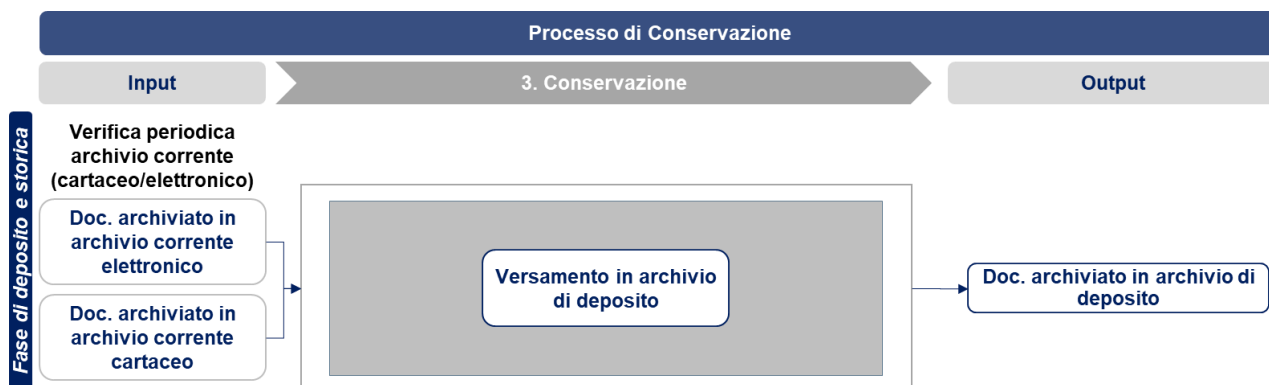 Processo di Conservazione
Input
3. Conservazione
Output
Fase di deposito e storica
Verifica periodica
archivio corrente
(cartaceo/elettronico)
Doc. archiviato in
archivio corrente
elettronico
Doc. archiviato in
archivio corrente
cartaceo
Versamento in archivio
di deposito
Doc. archiviato in archivio di
deposito